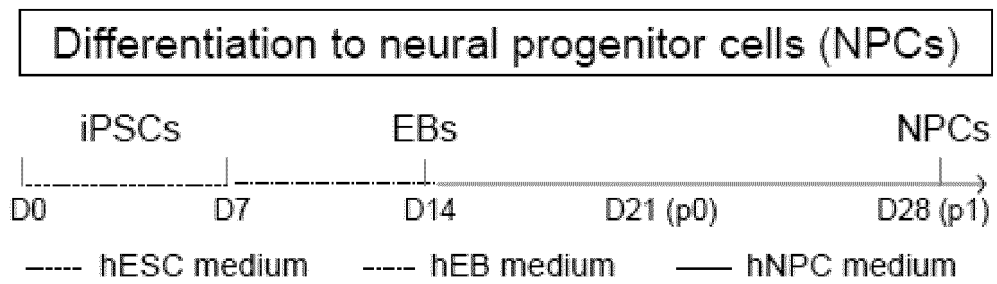 Differentiation to neural progenitor cells (NPCs)
iPSCs EBs NPCs
D0 D7 D14 D21 (p0) D28 (p1)
hESC medium hEB medium hNPC medium